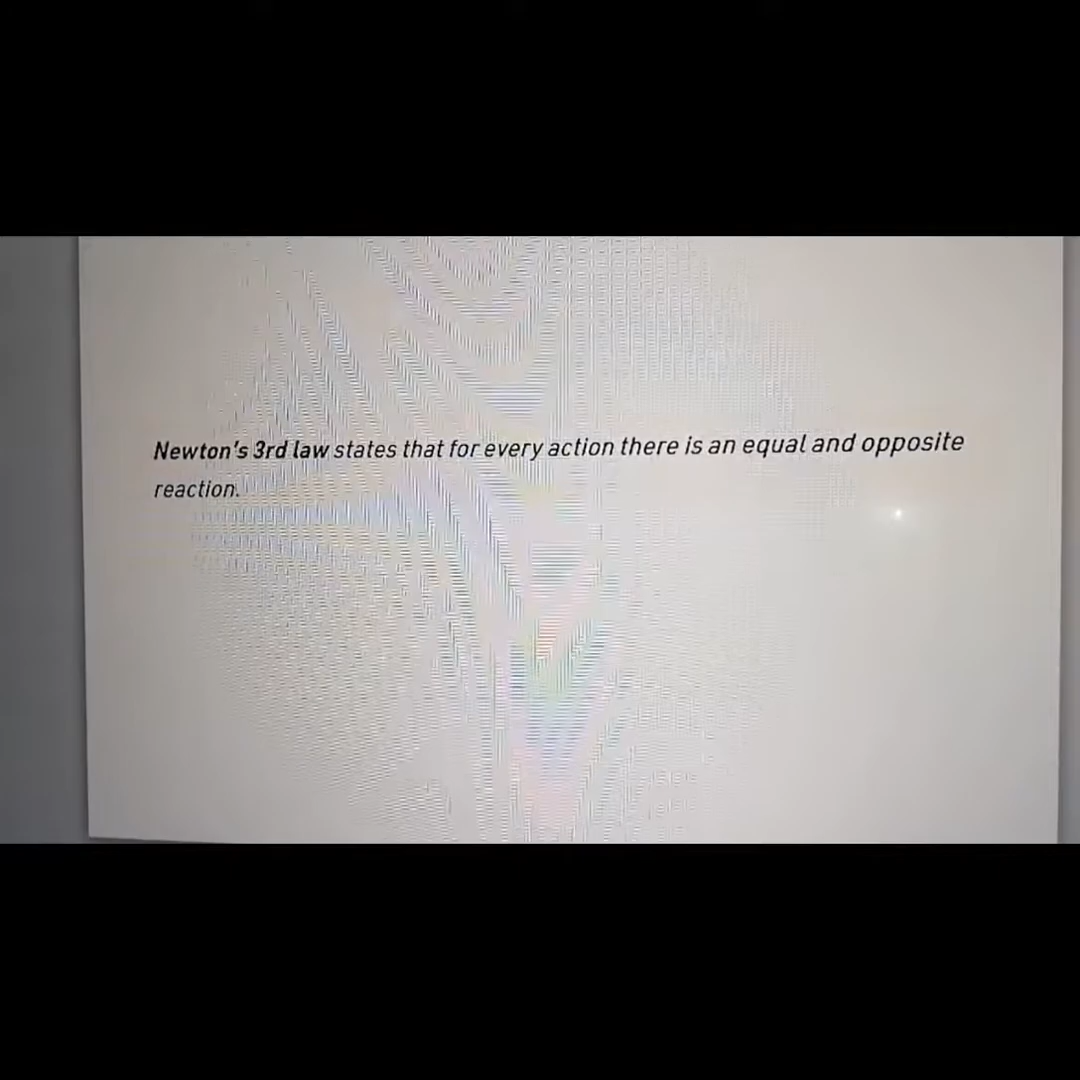 Newton's 3rd law states that for every action there is an equal and opposite
reaction.